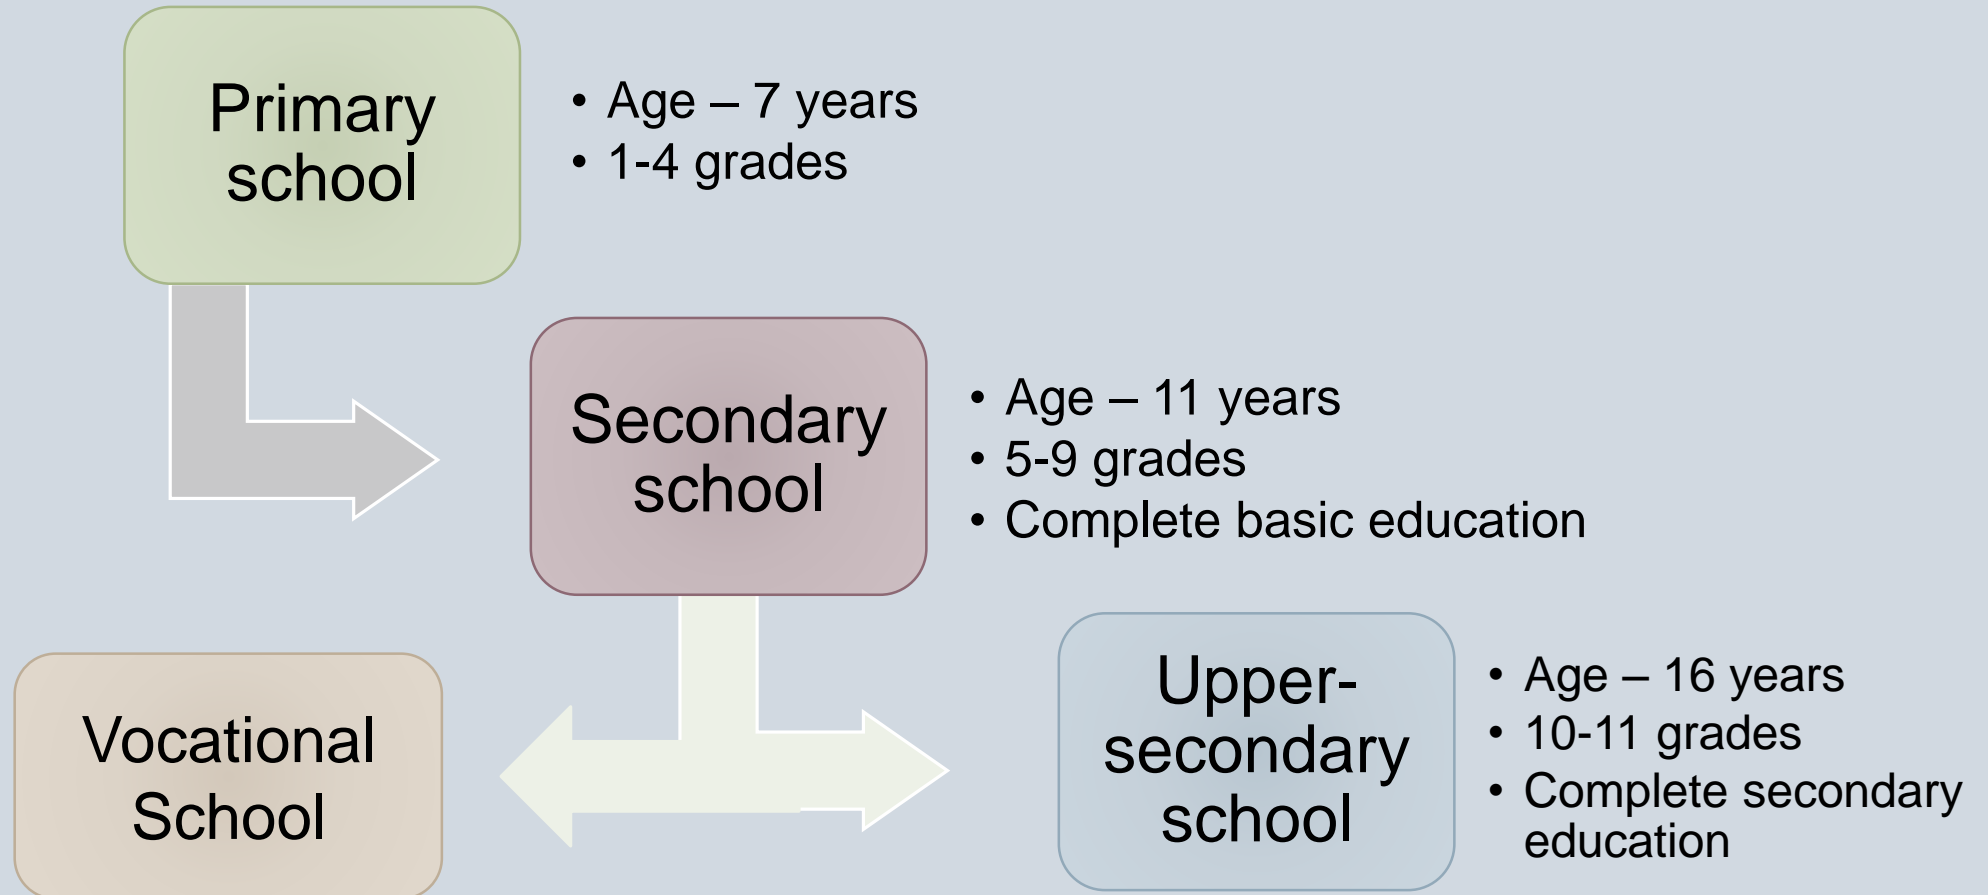 Primary
school
• Age – 7 years
• 1-4 grades
Secondary
school
• Age – 11 years
• 5-9 grades
• Complete basic education
Vocational
School
Upper-
secondary
school
• Age – 16 years
• 10-11 grades
• Complete secondary
education